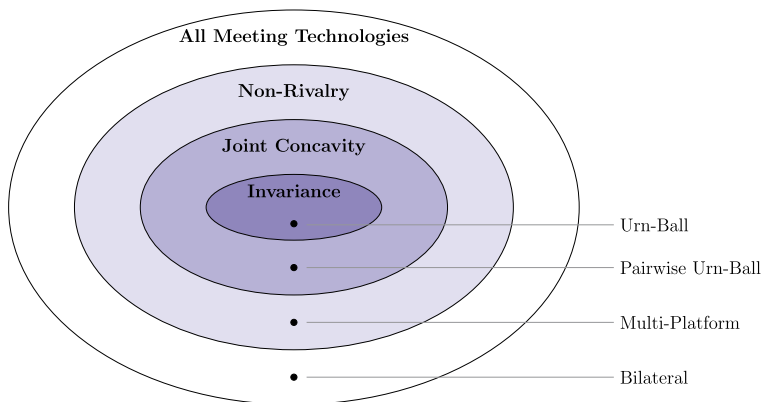 All Meeting Technologies
Non-Rivalry
Joint Concavity
Invariance
Urn-Ball
Pairwise Urn-Ball
Multi-Platform
Bilateral